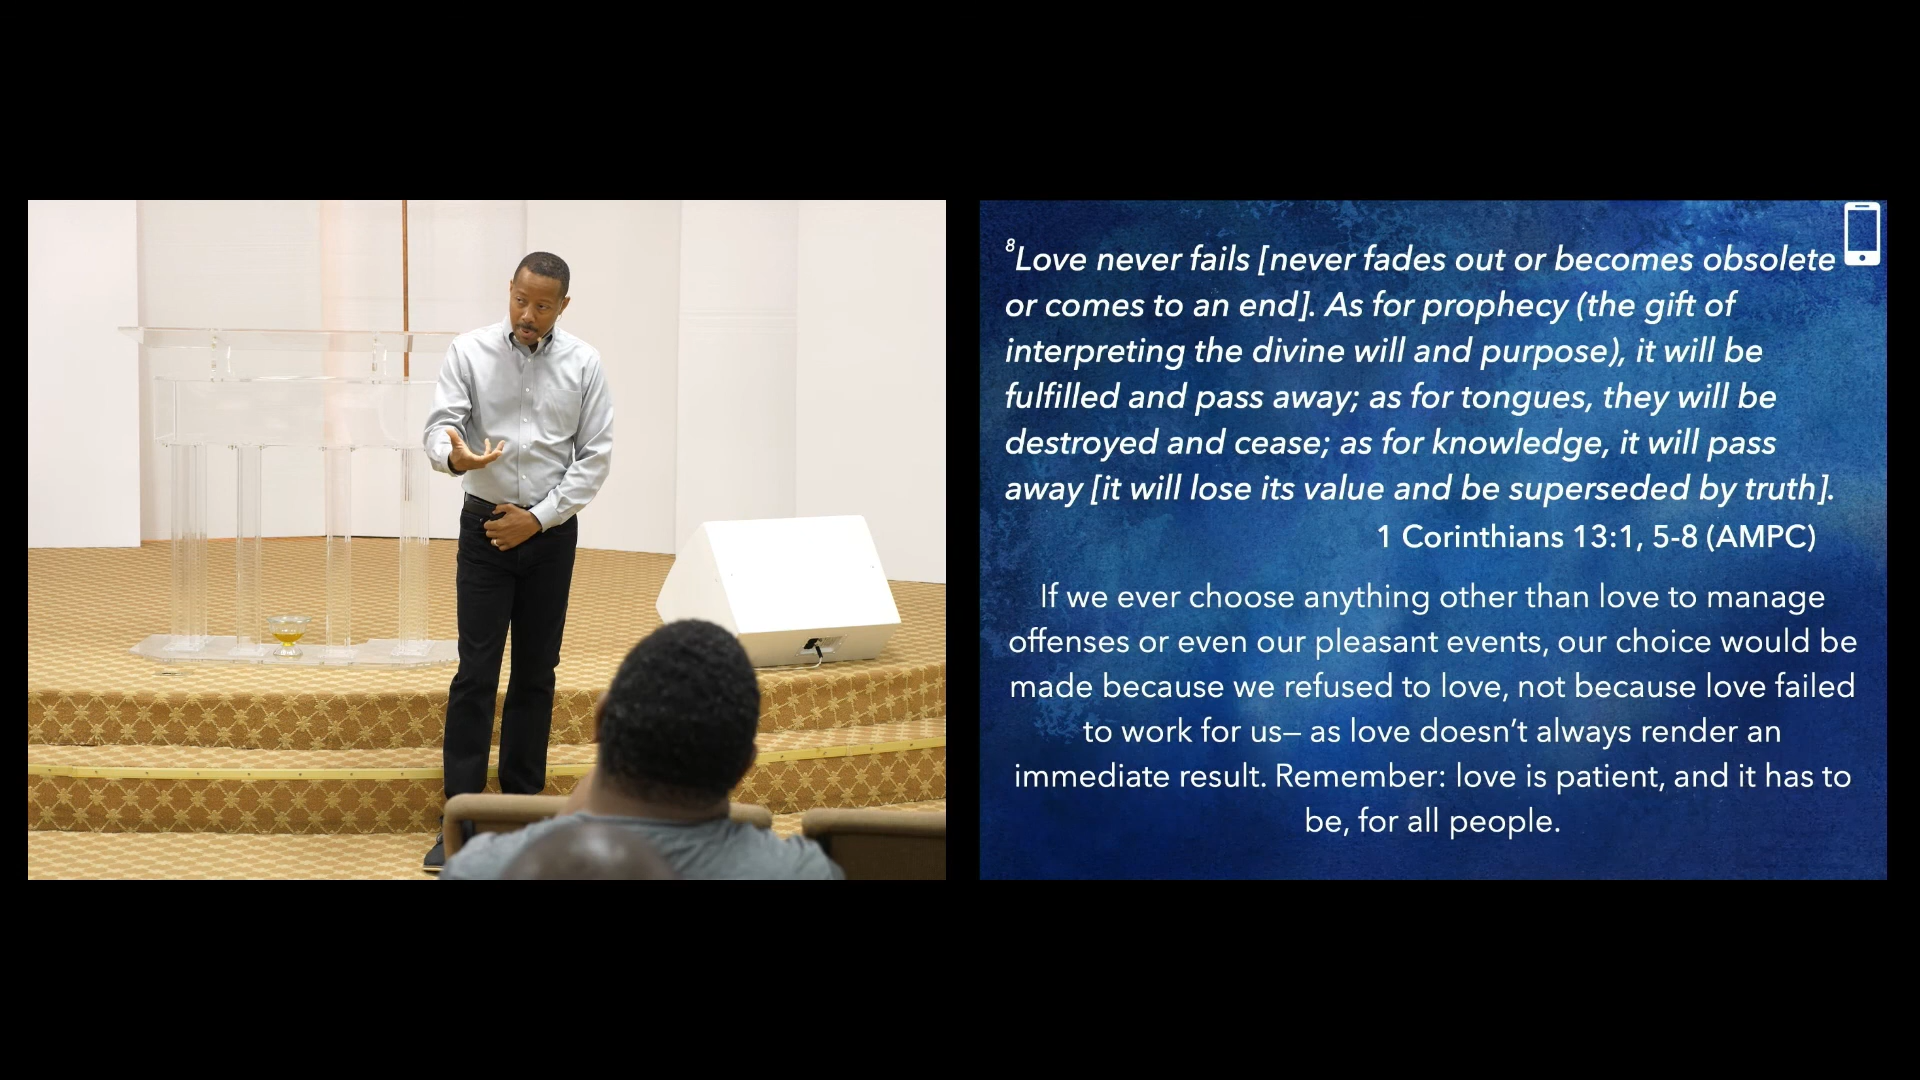 ⁸Love never fails [never fades out or becomes obsolete
or comes to an end]. As for prophecy (the gift of
interpreting the divine will and purpose), it will be
fulfilled and pass away; as for tongues, they will be
destroyed and cease; as for knowledge, it will pass
away [it will lose its value and be superseded by truth].
1 Corinthians 13:1, 5-8 (AMPC)
If we ever choose anything other than love to manage
offenses or even our pleasant events, our choice would be
made because we refused to love, not because love failed
to work for us– as love doesn’t always render an
immediate result. Remember: love is patient, and it has to
be, for all people.